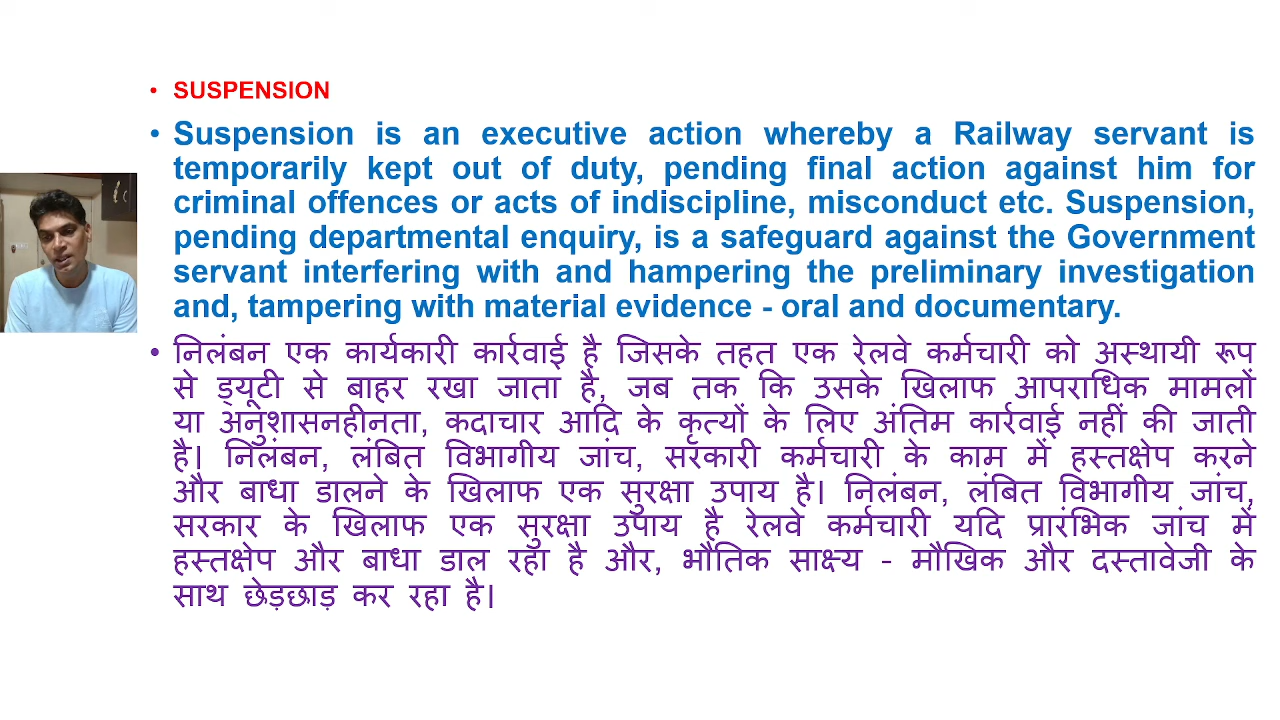 • SUSPENSION
• Suspension is an executive action whereby a Railway servant is
temporarily kept out of duty, pending final action against him for
criminal offences or acts of indiscipline, misconduct etc. Suspension,
pending departmental enquiry, is a safeguard against the Government
servant interfering with and hampering the preliminary investigation
and, tampering with material evidence - oral and documentary.
• निलंबन एक कार्यकारी कार्रवाई है जिसके तहत एक रेलवे कर्मचारी को अस्थायी रूप
से ड्यूटी से बाहर रखा जाता है, जब तक कि उसके खिलाफ आपराधिक मामलों
या अनुशासनहीनता, कदाचार आदि के कृत्यों के लिए अंतिम कार्रवाई नहीं की जाती
है। निलंबन, लंबित विभागीय जांच, सरकारी कर्मचारी के काम में हस्तक्षेप करने
और बाधा डालने के खिलाफ एक सुरक्षा उपाय है। निलंबन, लंबित विभागीय जांच,
सरकार के खिलाफ एक सुरक्षा उपाय है रेलवे कर्मचारी यदि प्रारंभिक जांच में
हस्तक्षेप और बाधा डाल रहा है और, भौतिक साक्ष्य - मौखिक और दस्तावेजी के
साथ छेड़छाड़ कर रहा है।